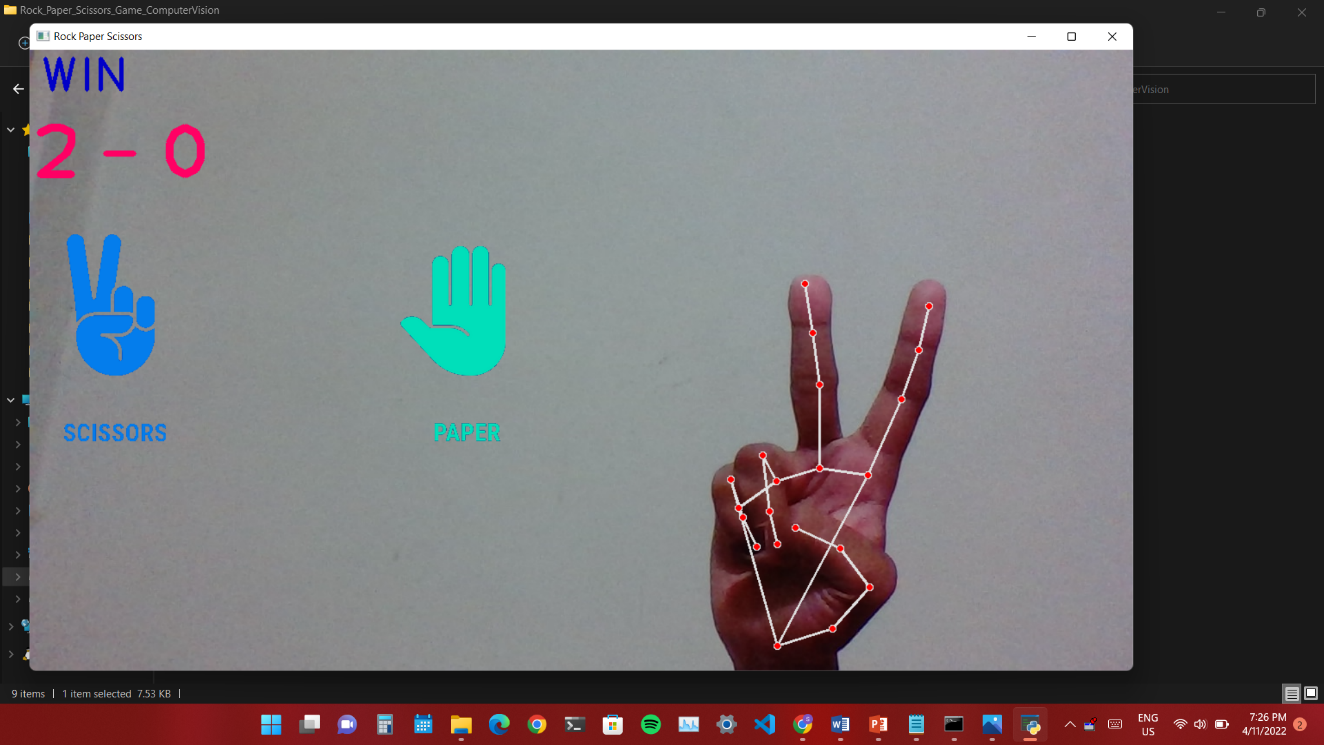 Rock_Paper_Scissors_Game_ComputerVision
Rock Paper Scissors
erVision
WIN
2 - 0
SCISSORS
PAPER
9 items
1 item selected 7.53 KB
ENG
US
7:26 PM
4/11/2022
2